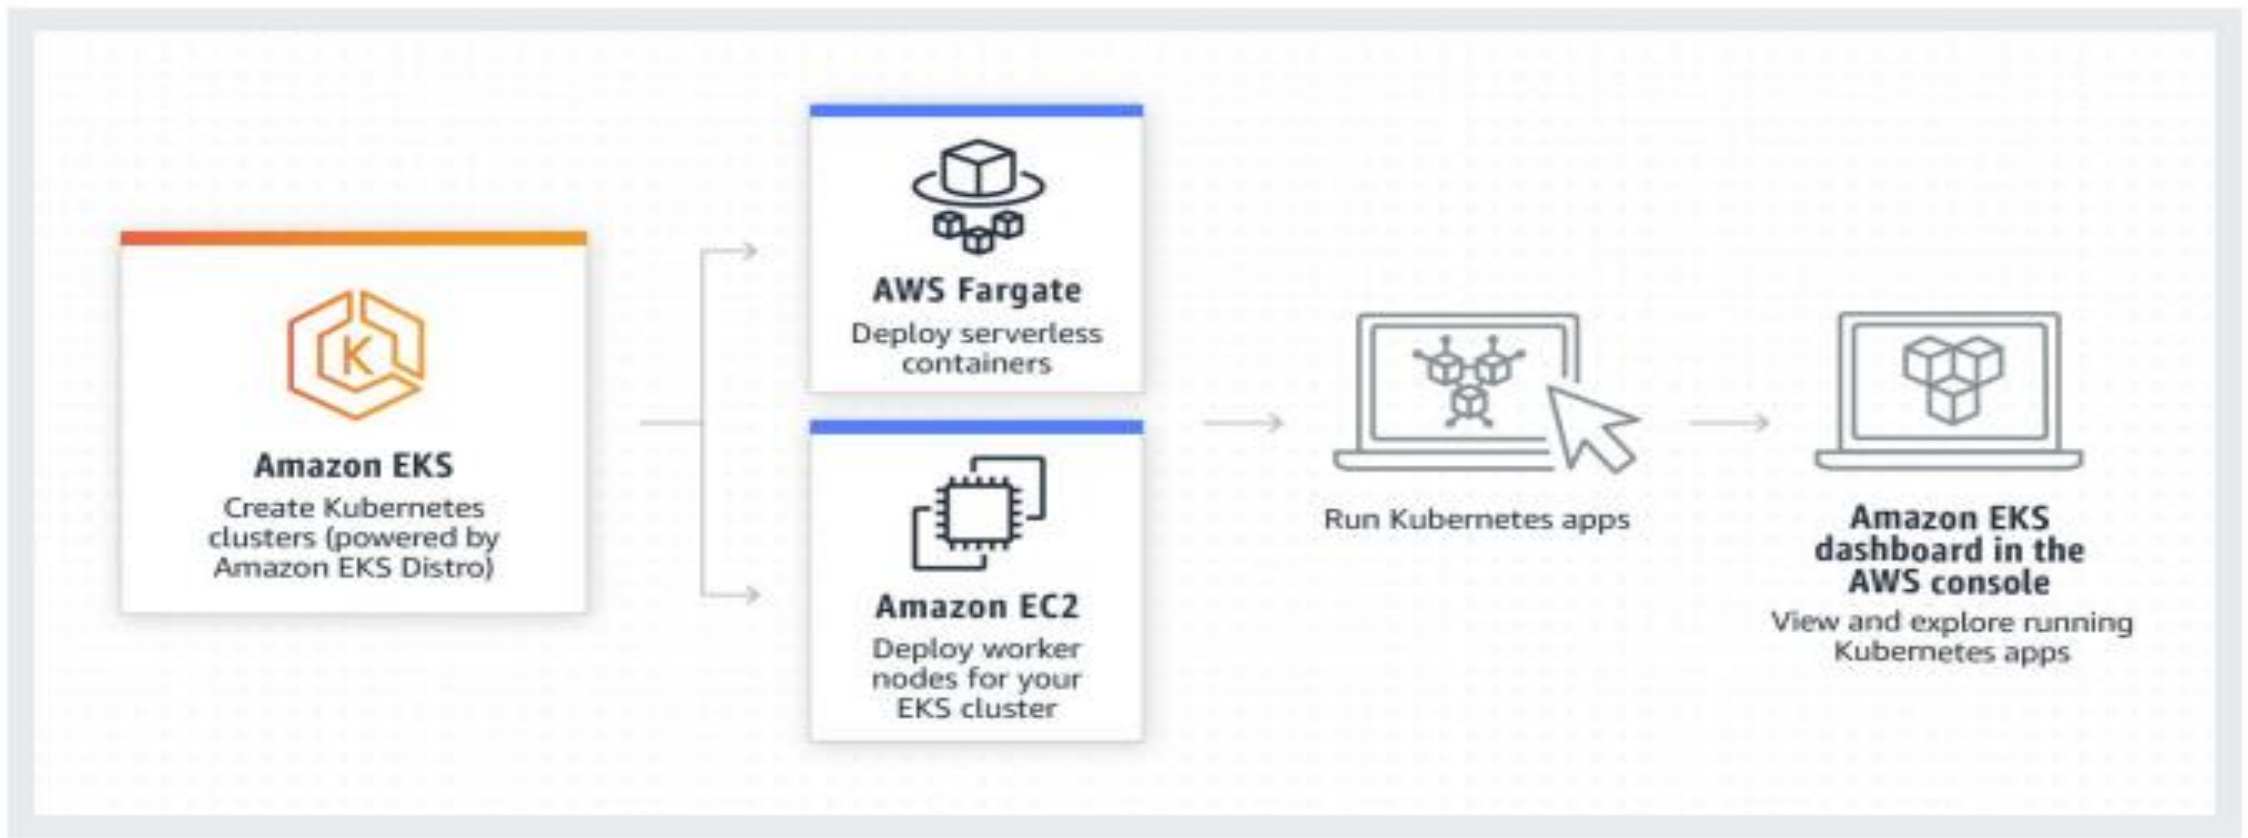 K
Amazon EKS
Create Kubernetes
clusters (powered by
Amazon EKS Distro)
AWS Fargate
Deploy serverless
containers
Amazon EC2
Deploy worker
nodes for your
EKS cluster
Run Kubernetes apps
Amazon EKS
dashboard in the
AWS console
View and explore running
Kubernetes apps